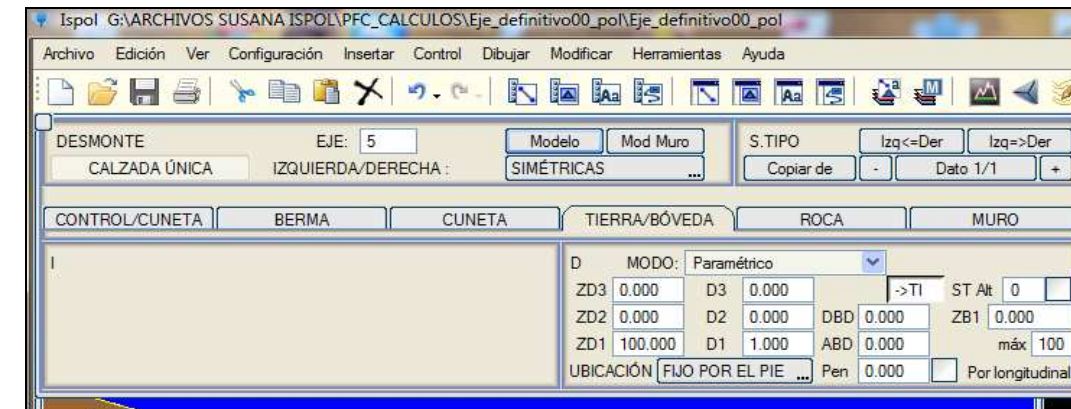 Ispol G:\ARCHIVOS SUSANA ISPOL\PFC_CALCULOS\Eje_definitivo00_pol\Eje_definitivo00_pol
Archivo Edición Ver Configuración Insertar Control Dibujar Modificar Herramientas Ayuda
DESMONTE EJE: 5 Modelo Mod Muro S.TIPO Izq<=Der Izq=>Der
CALZADA ÚNICA IZQUIERDA/DERECHA : SIMÉTRICAS ... Copiar de - Dato 1/1 +
CONTROL/CUNETA BERMA CUNETA TIERRA/BÓVEDA ROCA MURO
I D MODO: Paramétrico
ZD3 0.000 D3 0.000 ->TI ST Alt 0
ZD2 0.000 D2 0.000 DBD 0.000 ZB1 0.000
ZD1 100.000 D1 1.000 ABD 0.000 máx 100
UBICACIÓN FIJO POR EL PIE ... Pen 0.000 Por longitudinal